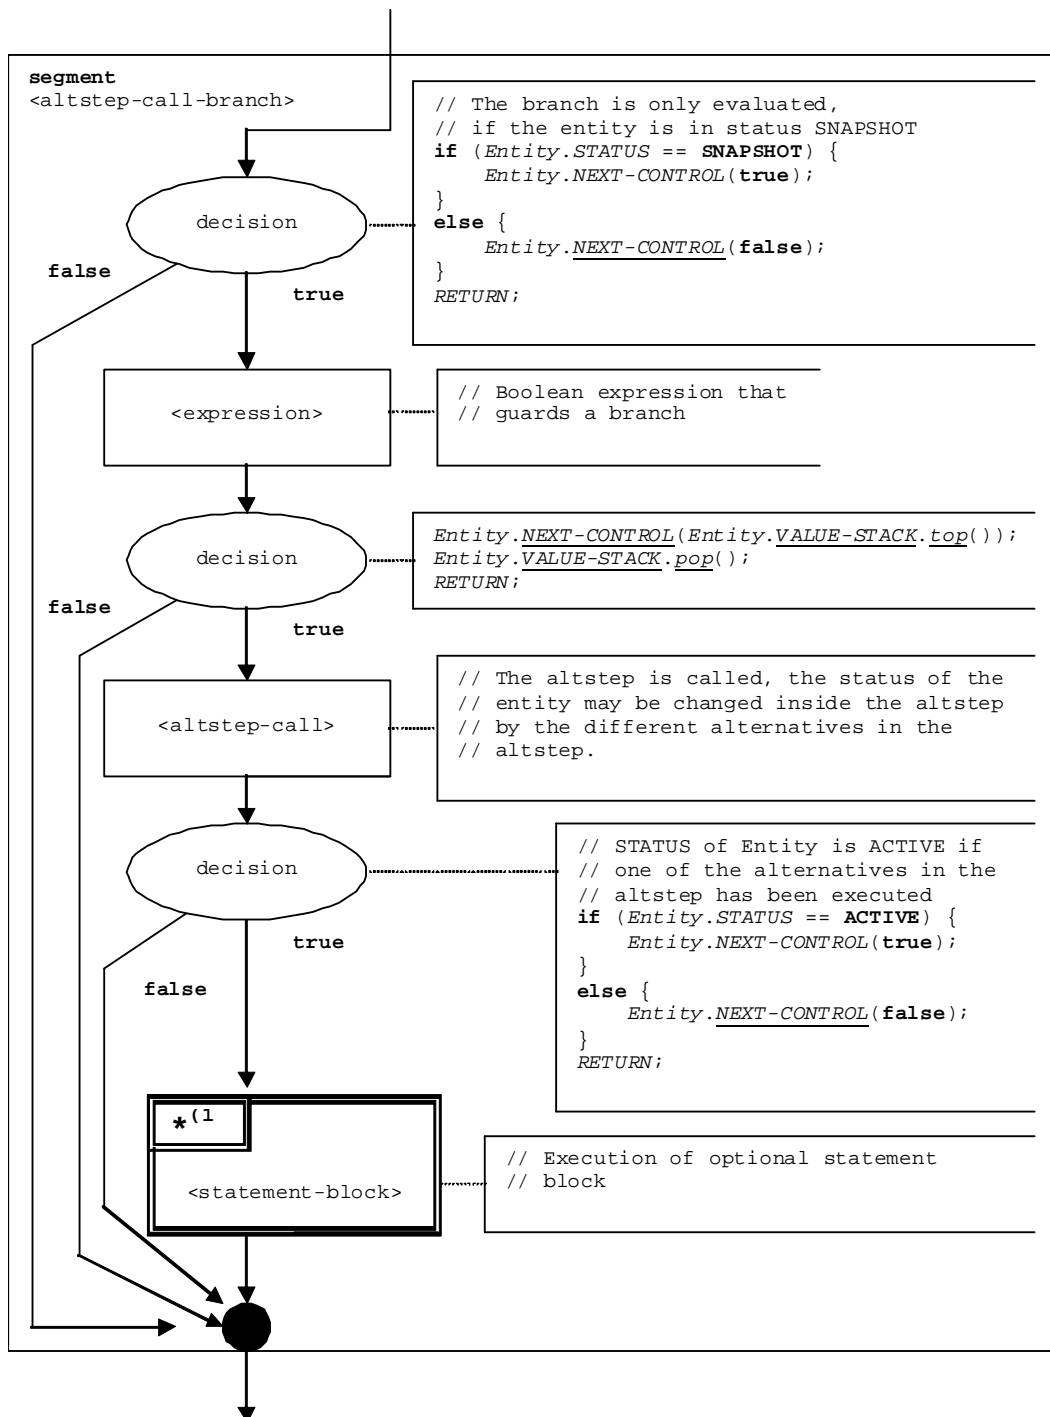 segment
<altstep-call-branch>
// The branch is only evaluated,
// if the entity is in status SNAPSHOT
if (Entity.STATUS == SNAPSHOT) {
Entity.NEXT-CONTROL(true);
}
else {
Entity.NEXT-CONTROL(false);
}
RETURN;
decision
false
true
<expression>
// Boolean expression that
// guards a branch
decision
Entity.NEXT-CONTROL(Entity.VALUE-STACK.top());
Entity.VALUE-STACK.pop();
RETURN;
false
true
<altstep-call>
// The altstep is called, the status of the
// entity may be changed inside the altstep
// by the different alternatives in the
// altstep.
decision
// STATUS of Entity is ACTIVE if
// one of the alternatives in the
// altstep has been executed
if (Entity.STATUS == ACTIVE) {
Entity.NEXT-CONTROL(true);
}
else {
Entity.NEXT-CONTROL(false);
}
RETURN;
true
false
*(1
<statement-block>
// Execution of optional statement
// block